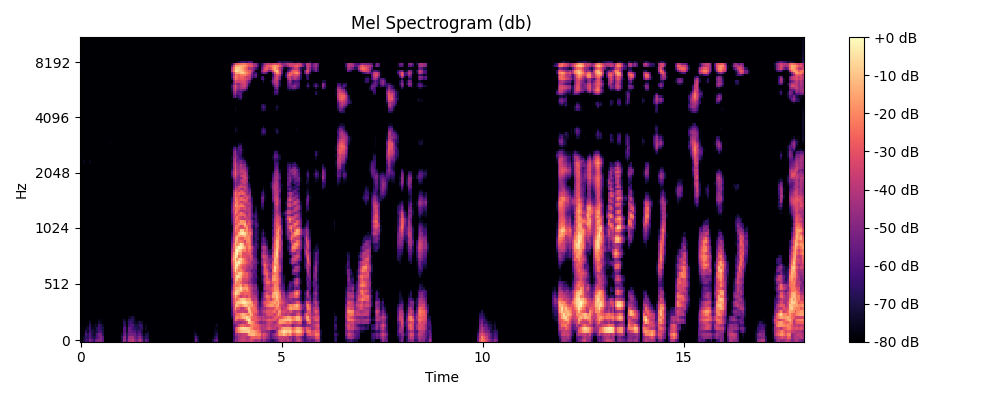 Mel Spectrogram (db)
8192
4096
2048
1024
512
0
Hz
0
5
10
15
Time
+0 dB
-10 dB
-20 dB
-30 dB
-40 dB
-50 dB
-60 dB
-70 dB
-80 dB